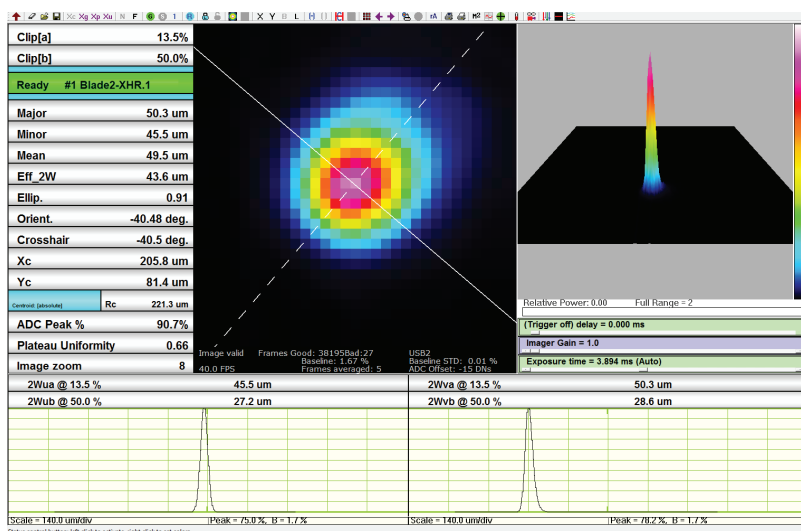 Xc Xg Xp Xu N F G N 1 R X Y B L rA M2
Clip[a] 13.5%
Clip[b] 50.0%
Ready #1 Blade2-XHR.1
Major 50.3 um
Minor 45.5 um
Mean 49.5 um
Eff_2W 43.6 um
Ellip. 0.91
Orient. -40.48 deg.
Crosshair -40.5 deg.
Xc 205.8 um
Yc 81.4 um
Centroid: [absolute] Rc 221.3 um
ADC Peak % 90.7%
Plateau Uniformity 0.66
Image zoom 8
Image valid Frames Good: 38195Bad:27 USB2
Baseline: 1.67 % Baseline STD: 0.01 %
40.0 FPS Frames averaged: 5 ADC Offset: -15 DNs
Relative Power: 0.00 Full Range = 2
(Trigger off) delay = 0.000 ms
Imager Gain = 1.0
Exposure time = 3.894 ms (Auto)
2Wua @ 13.5 % 45.5 um 2Wva @ 13.5 % 50.3 um
2Wub @ 50.0 % 27.2 um 2Wvb @ 50.0 % 28.6 um
Scale = 140.0 um/div Peak = 75.0 %, B = 1.7 % Scale = 140.0 um/div Peak = 78.2 %, B = 1.7 %